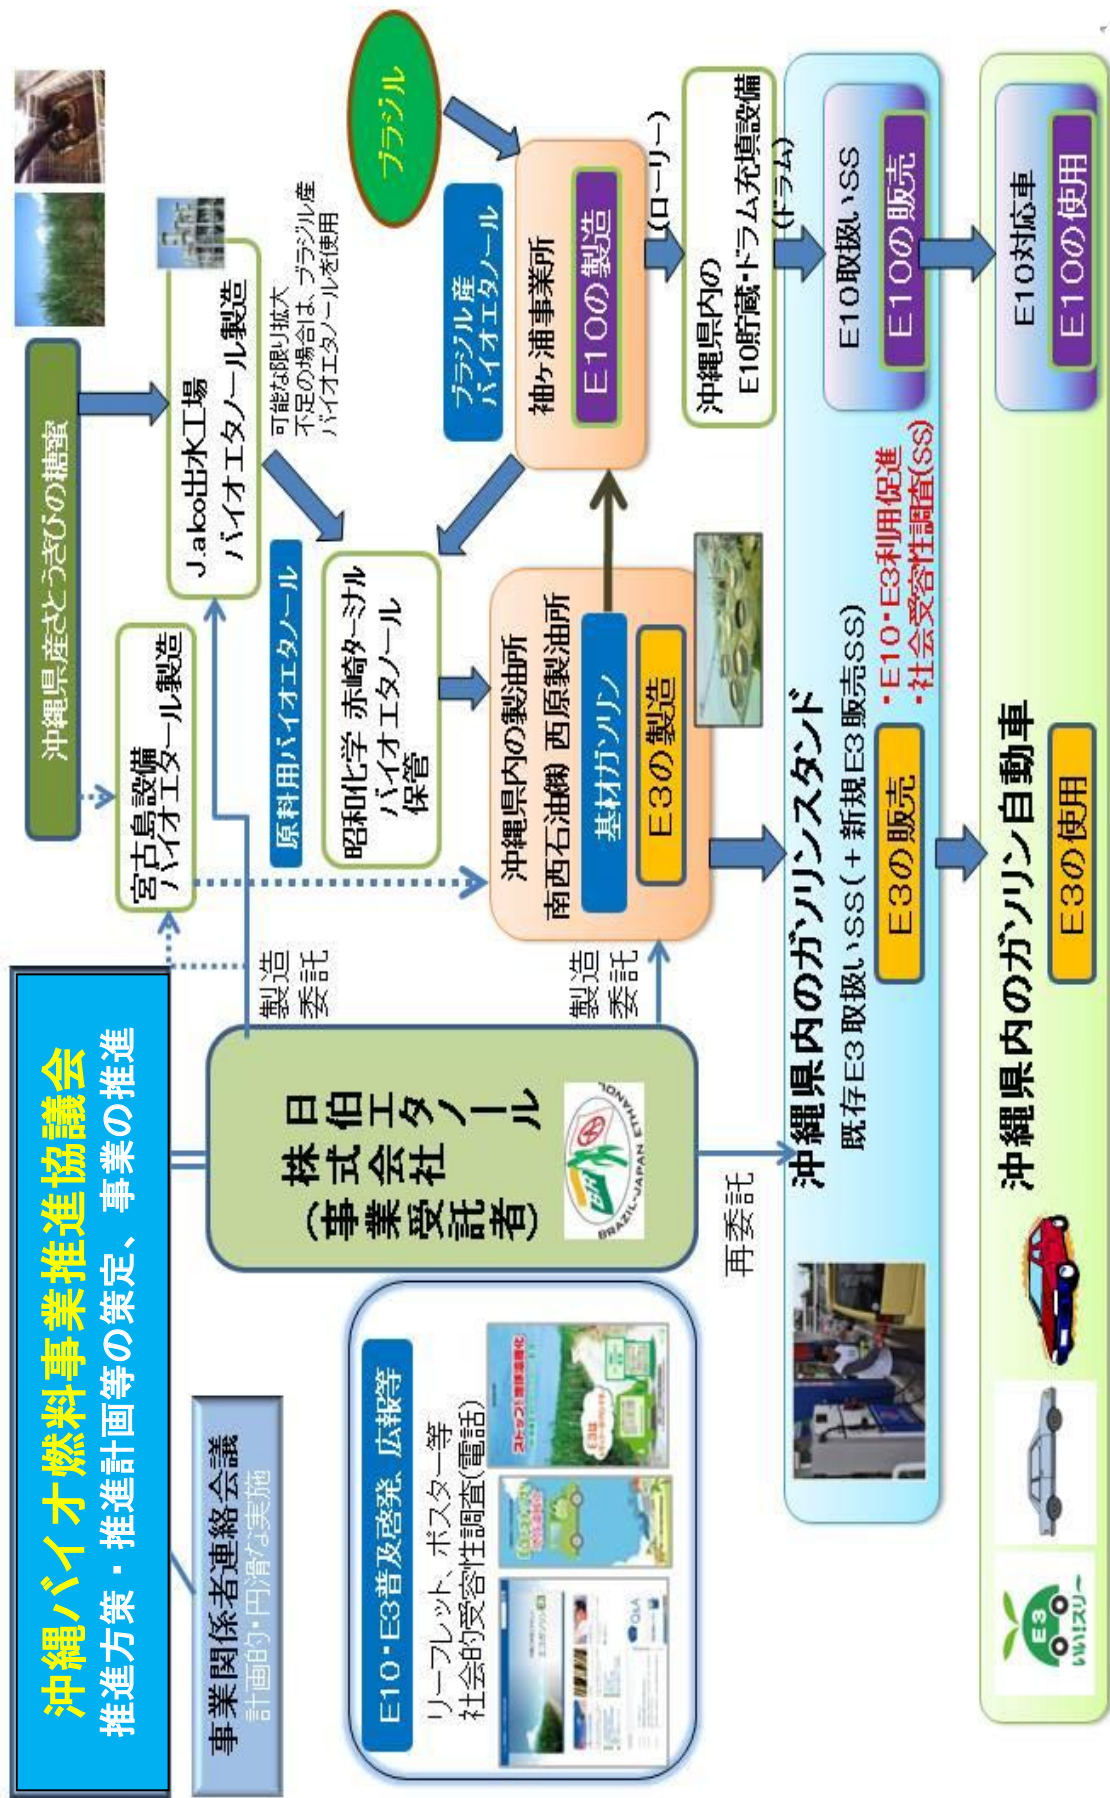 沖縄バイオ燃料事業推進協議会
推進方策・推進計画等の策定、事業の推進
事業関係者連絡会議
計画的・円滑な実施
沖縄県産さとうきびの糖蜜
宮古島設備
バイオエタール製造
J.alco出水工場
バイオエタノール製造
可能な限り拡大
不足の場合は、ブラジル産
バイオエタノールを使用
製造
委託
原料用バイオエタノール
昭和化学 赤崎ターミナル
バイオエタノール
保管
ブラジル
ブラジル産
バイオエタノール
日伯エタノール
株式会社
(事業受託者)
BRAZIL-JAPAN ETHANOL
製造
委託
沖縄県内の製油所
南西石油㈱ 西原製油所
基材ガソリン
E3の製造
袖ヶ浦事業所
E10の製造
(ローリー)
沖縄県内の
E10貯蔵・ドラム充填設備
(ドラム)
E10・E3普及啓発、広報等
リーフレット、ポスター等
社会的受容性調査(電話)
ストップ!地球温暖化
E3は
Q&A
再委託
沖縄県内のガソリンスタンド
既存E3取扱いSS(+新規E3販売SS)
E3の販売
・E10・E3利用促進
・社会受容性調査(SS)
E10取扱いSS
E10の販売
沖縄県内のガソリン自動車
E3の使用
E10対応車
E10の使用
E3
いい!スリ〜